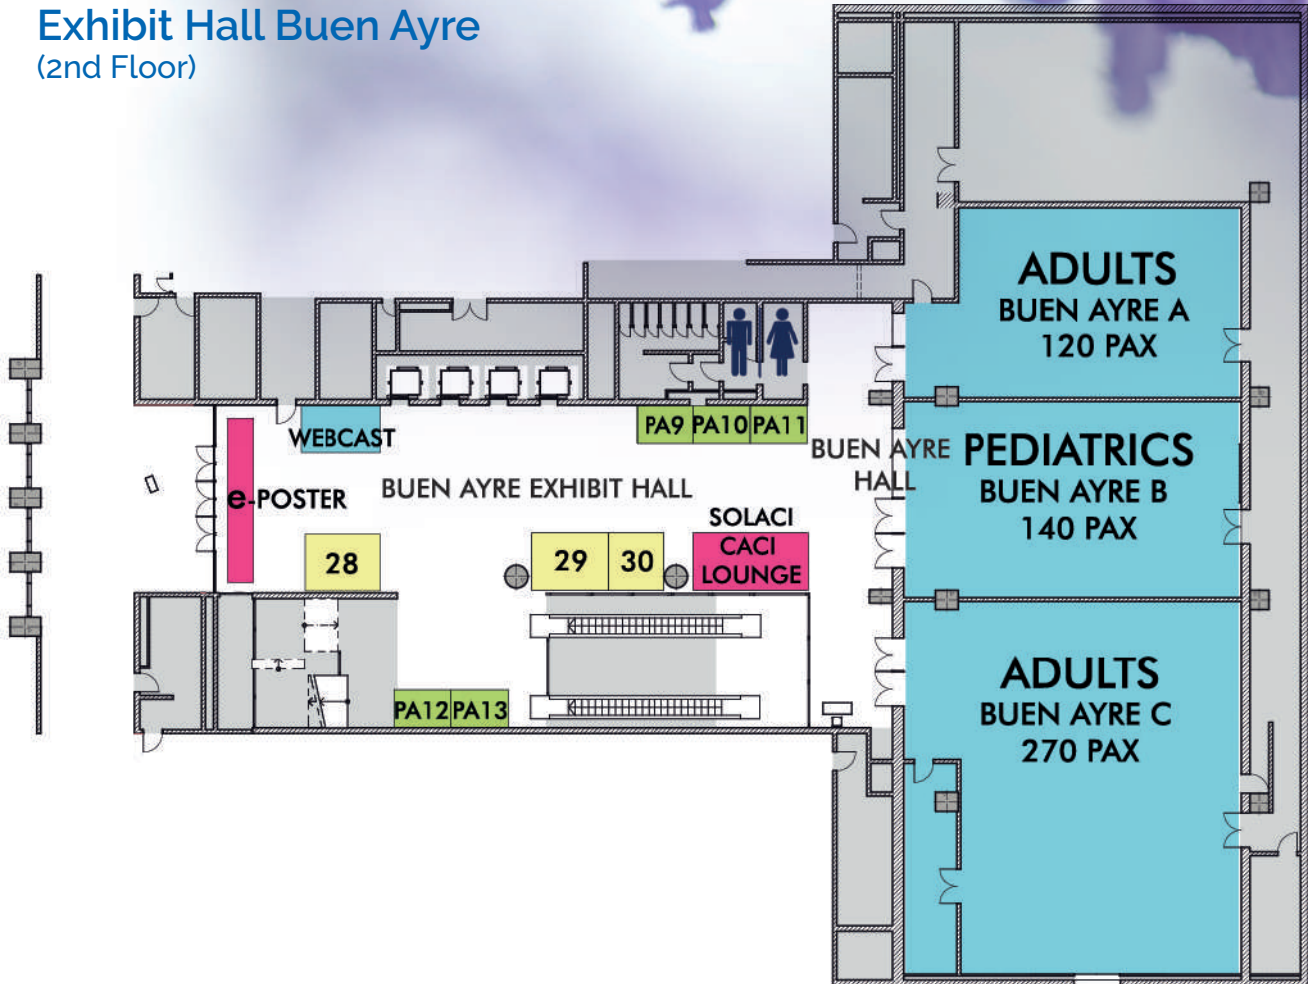 Exhibit Hall Buen Ayre
(2nd Floor)
ADULTS
BUEN AYRE A
120 PAX
WEBCAST
PA9 PA10 PA11
BUEN AYRE
HALL
PEDIATRICS
BUEN AYRE B
140 PAX
e-POSTER
BUEN AYRE EXHIBIT HALL
SOLACI
CACI
LOUNGE
28
29
30
ADULTS
BUEN AYRE C
270 PAX
PA12 PA13